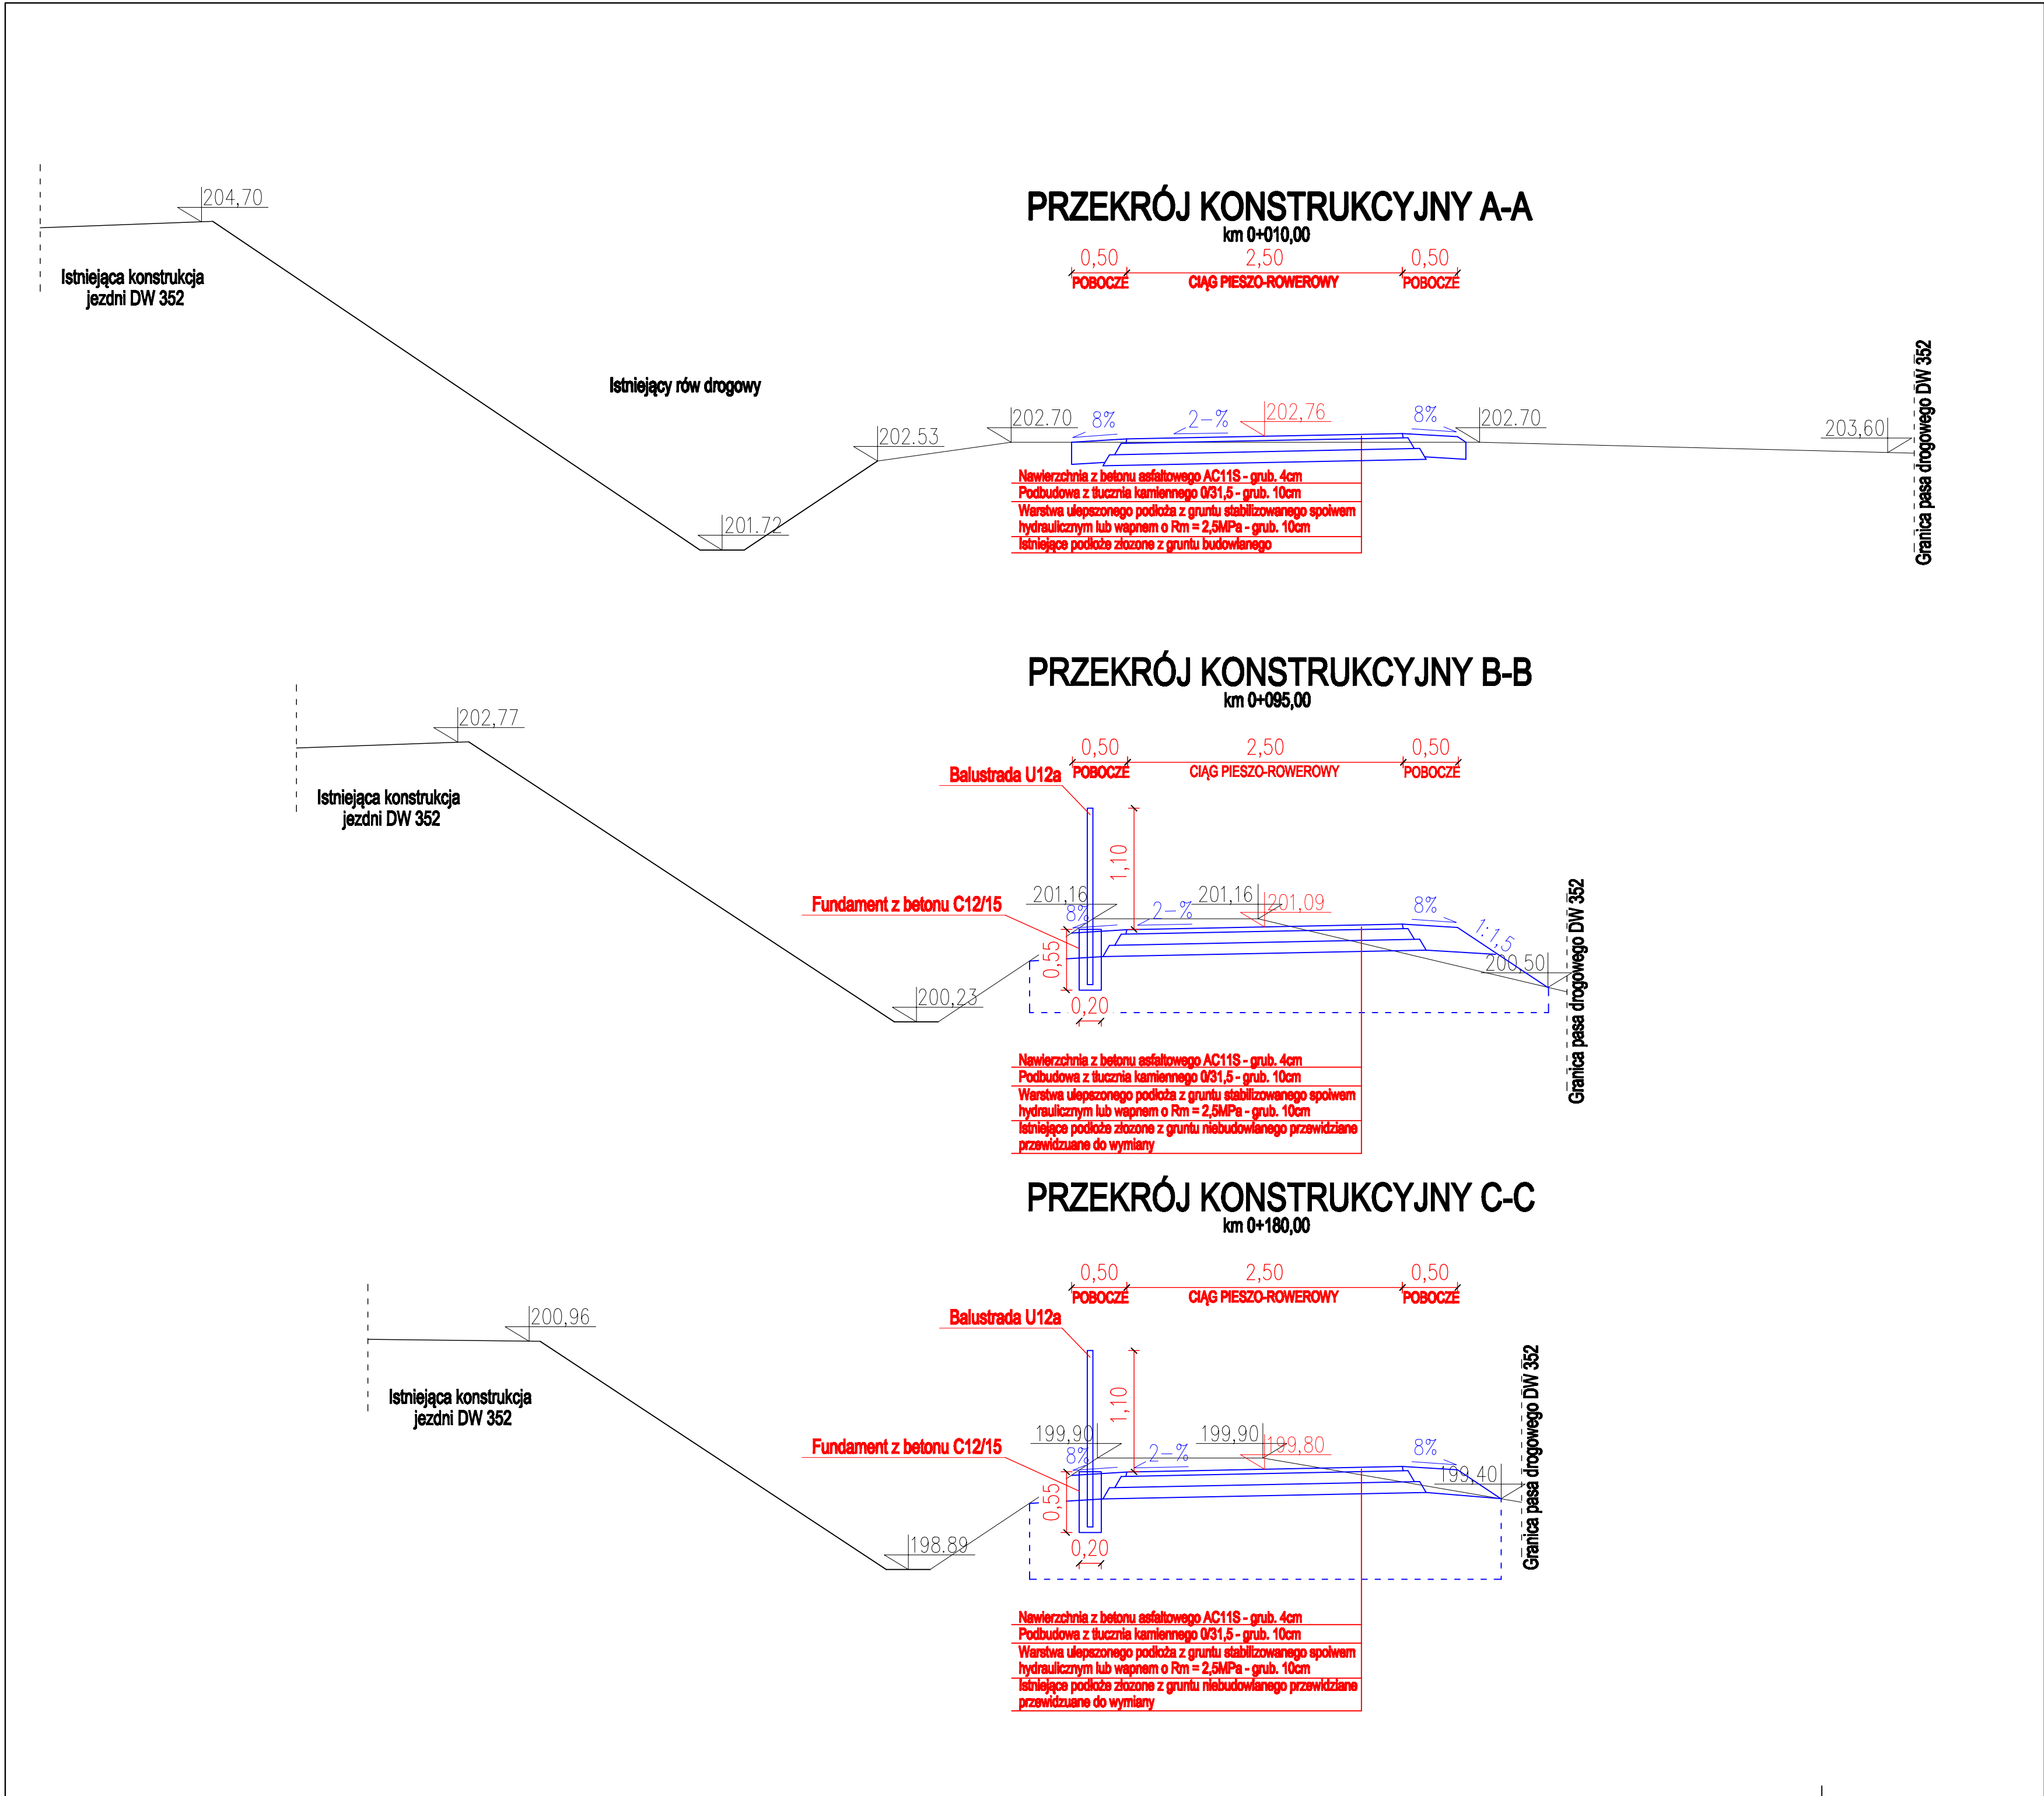 PRZEKRÓJ KONSTRUKCYJNY A-A
km 0+010,00
0,50 2,50 0,50
POBOCZE CIĄG PIESZO-ROWEROWY POBOCZE
204,70
Istniejąca konstrukcja
jezdni DW 352
Istniejący rów drogowy
202.53
201.72
202.70 8% 2-% 202,76 8% 202.70
203,60
Granica pasa drogowego DW 352
Nawierzchnia z betonu asfaltowego AC11S - grub. 4cm
Podbudowa z tłucznia kamiennego 0/31,5 - grub. 10cm
Warstwa ulepszonego podłoża z gruntu stabilizowanego spoiwem
hydraulicznym lub wapnem o Rm = 2,5MPa - grub. 10cm
Istniejące podłoże złozone z gruntu budowlanego
PRZEKRÓJ KONSTRUKCYJNY B-B
km 0+095,00
0,50 2,50 0,50
POBOCZE CIĄG PIESZO-ROWEROWY POBOCZE
202,77
Istniejąca konstrukcja
jezdni DW 352
Balustrada U12a
1,10
Fundament z betonu C12/15
201,16 201,16 201,09
8% 2-% 8%
1:1,5
0,55
200,50
200,23
0,20
Granica pasa drogowego DW 352
Nawierzchnia z betonu asfaltowego AC11S - grub. 4cm
Podbudowa z tłucznia kamiennego 0/31,5 - grub. 10cm
Warstwa ulepszonego podłoża z gruntu stabilizowanego spoiwem
hydraulicznym lub wapnem o Rm = 2,5MPa - grub. 10cm
Istniejące podłoże złozone z gruntu niebudowlanego przewidziane
przewidzuane do wymiany
PRZEKRÓJ KONSTRUKCYJNY C-C
km 0+180,00
0,50 2,50 0,50
POBOCZE CIĄG PIESZO-ROWEROWY POBOCZE
200,96
Istniejąca konstrukcja
jezdni DW 352
Balustrada U12a
1,10
Fundament z betonu C12/15
199,90 199,90 199,80
8% 2-% 8%
0,55
199,40
198.89
0,20
Granica pasa drogowego DW 352
Nawierzchnia z betonu asfaltowego AC11S - grub. 4cm
Podbudowa z tłucznia kamiennego 0/31,5 - grub. 10cm
Warstwa ulepszonego podłoża z gruntu stabilizowanego spoiwem
hydraulicznym lub wapnem o Rm = 2,5MPa - grub. 10cm
Istniejące podłoże złozone z gruntu niebudowlanego przewidziane
przewidzuane do wymiany